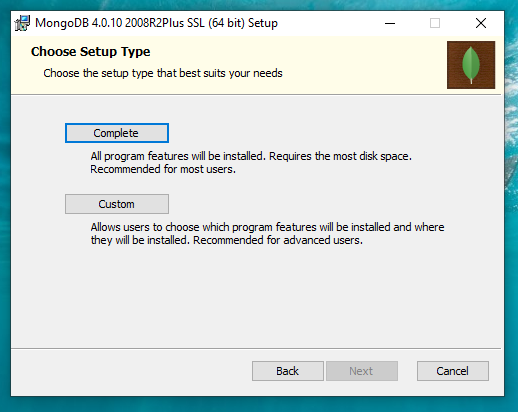 MongoDB 4.0.10 2008R2Plus SSL (64 bit) Setup
Choose Setup Type
Choose the setup type that best suits your needs
Complete
All program features will be installed. Requires the most disk space.
Recommended for most users.
Custom
Allows users to choose which program features will be installed and where
they will be installed. Recommended for advanced users.
Back
Next
Cancel